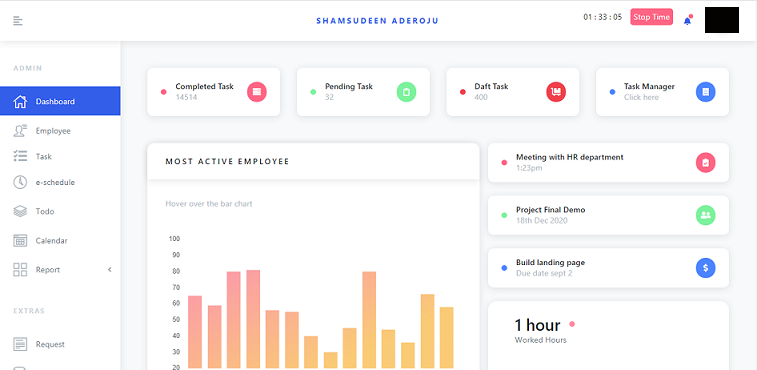 SHAMSUDEEN ADEROJU
01 : 33 : 05
Stop Time
ADMIN
Dashboard
Employee
Task
e-schedule
Todo
Calendar
Report
EXTRAS
Request
Completed Task
14514
Pending Task
32
Daft Task
400
Task Manager
Click here
MOST ACTIVE EMPLOYEE
Hover over the bar chart
100
90
80
70
60
50
40
30
20
Meeting with HR department
1:23pm
Project Final Demo
18th Dec 2020
Build landing page
Due date sept 2
1 hour
Worked Hours